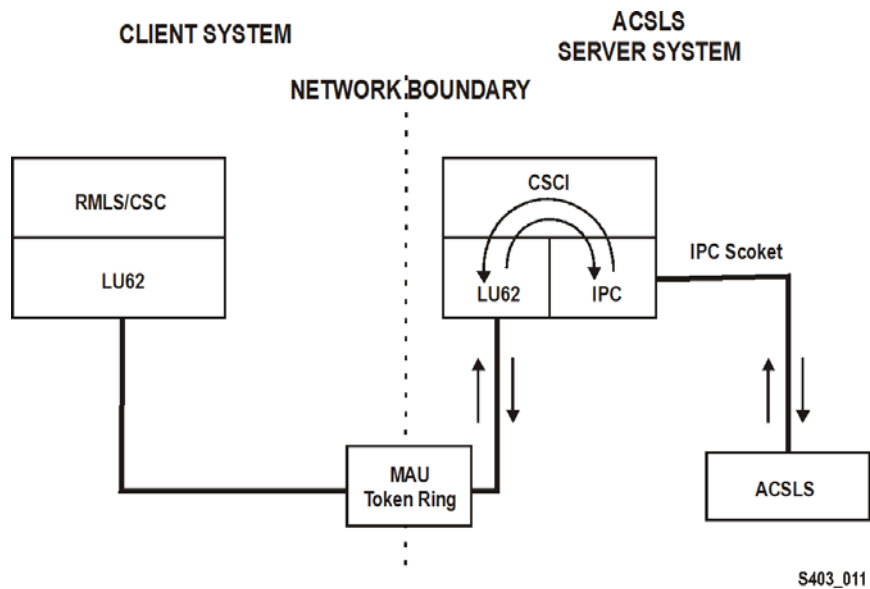 CLIENT SYSTEM
ACSLS
SERVER SYSTEM
NETWORK BOUNDARY
RMLS/CSC
LU62
CSCI
LU62
IPC
IPC Scoket
MAU
Token Ring
ACSLS
S403_011